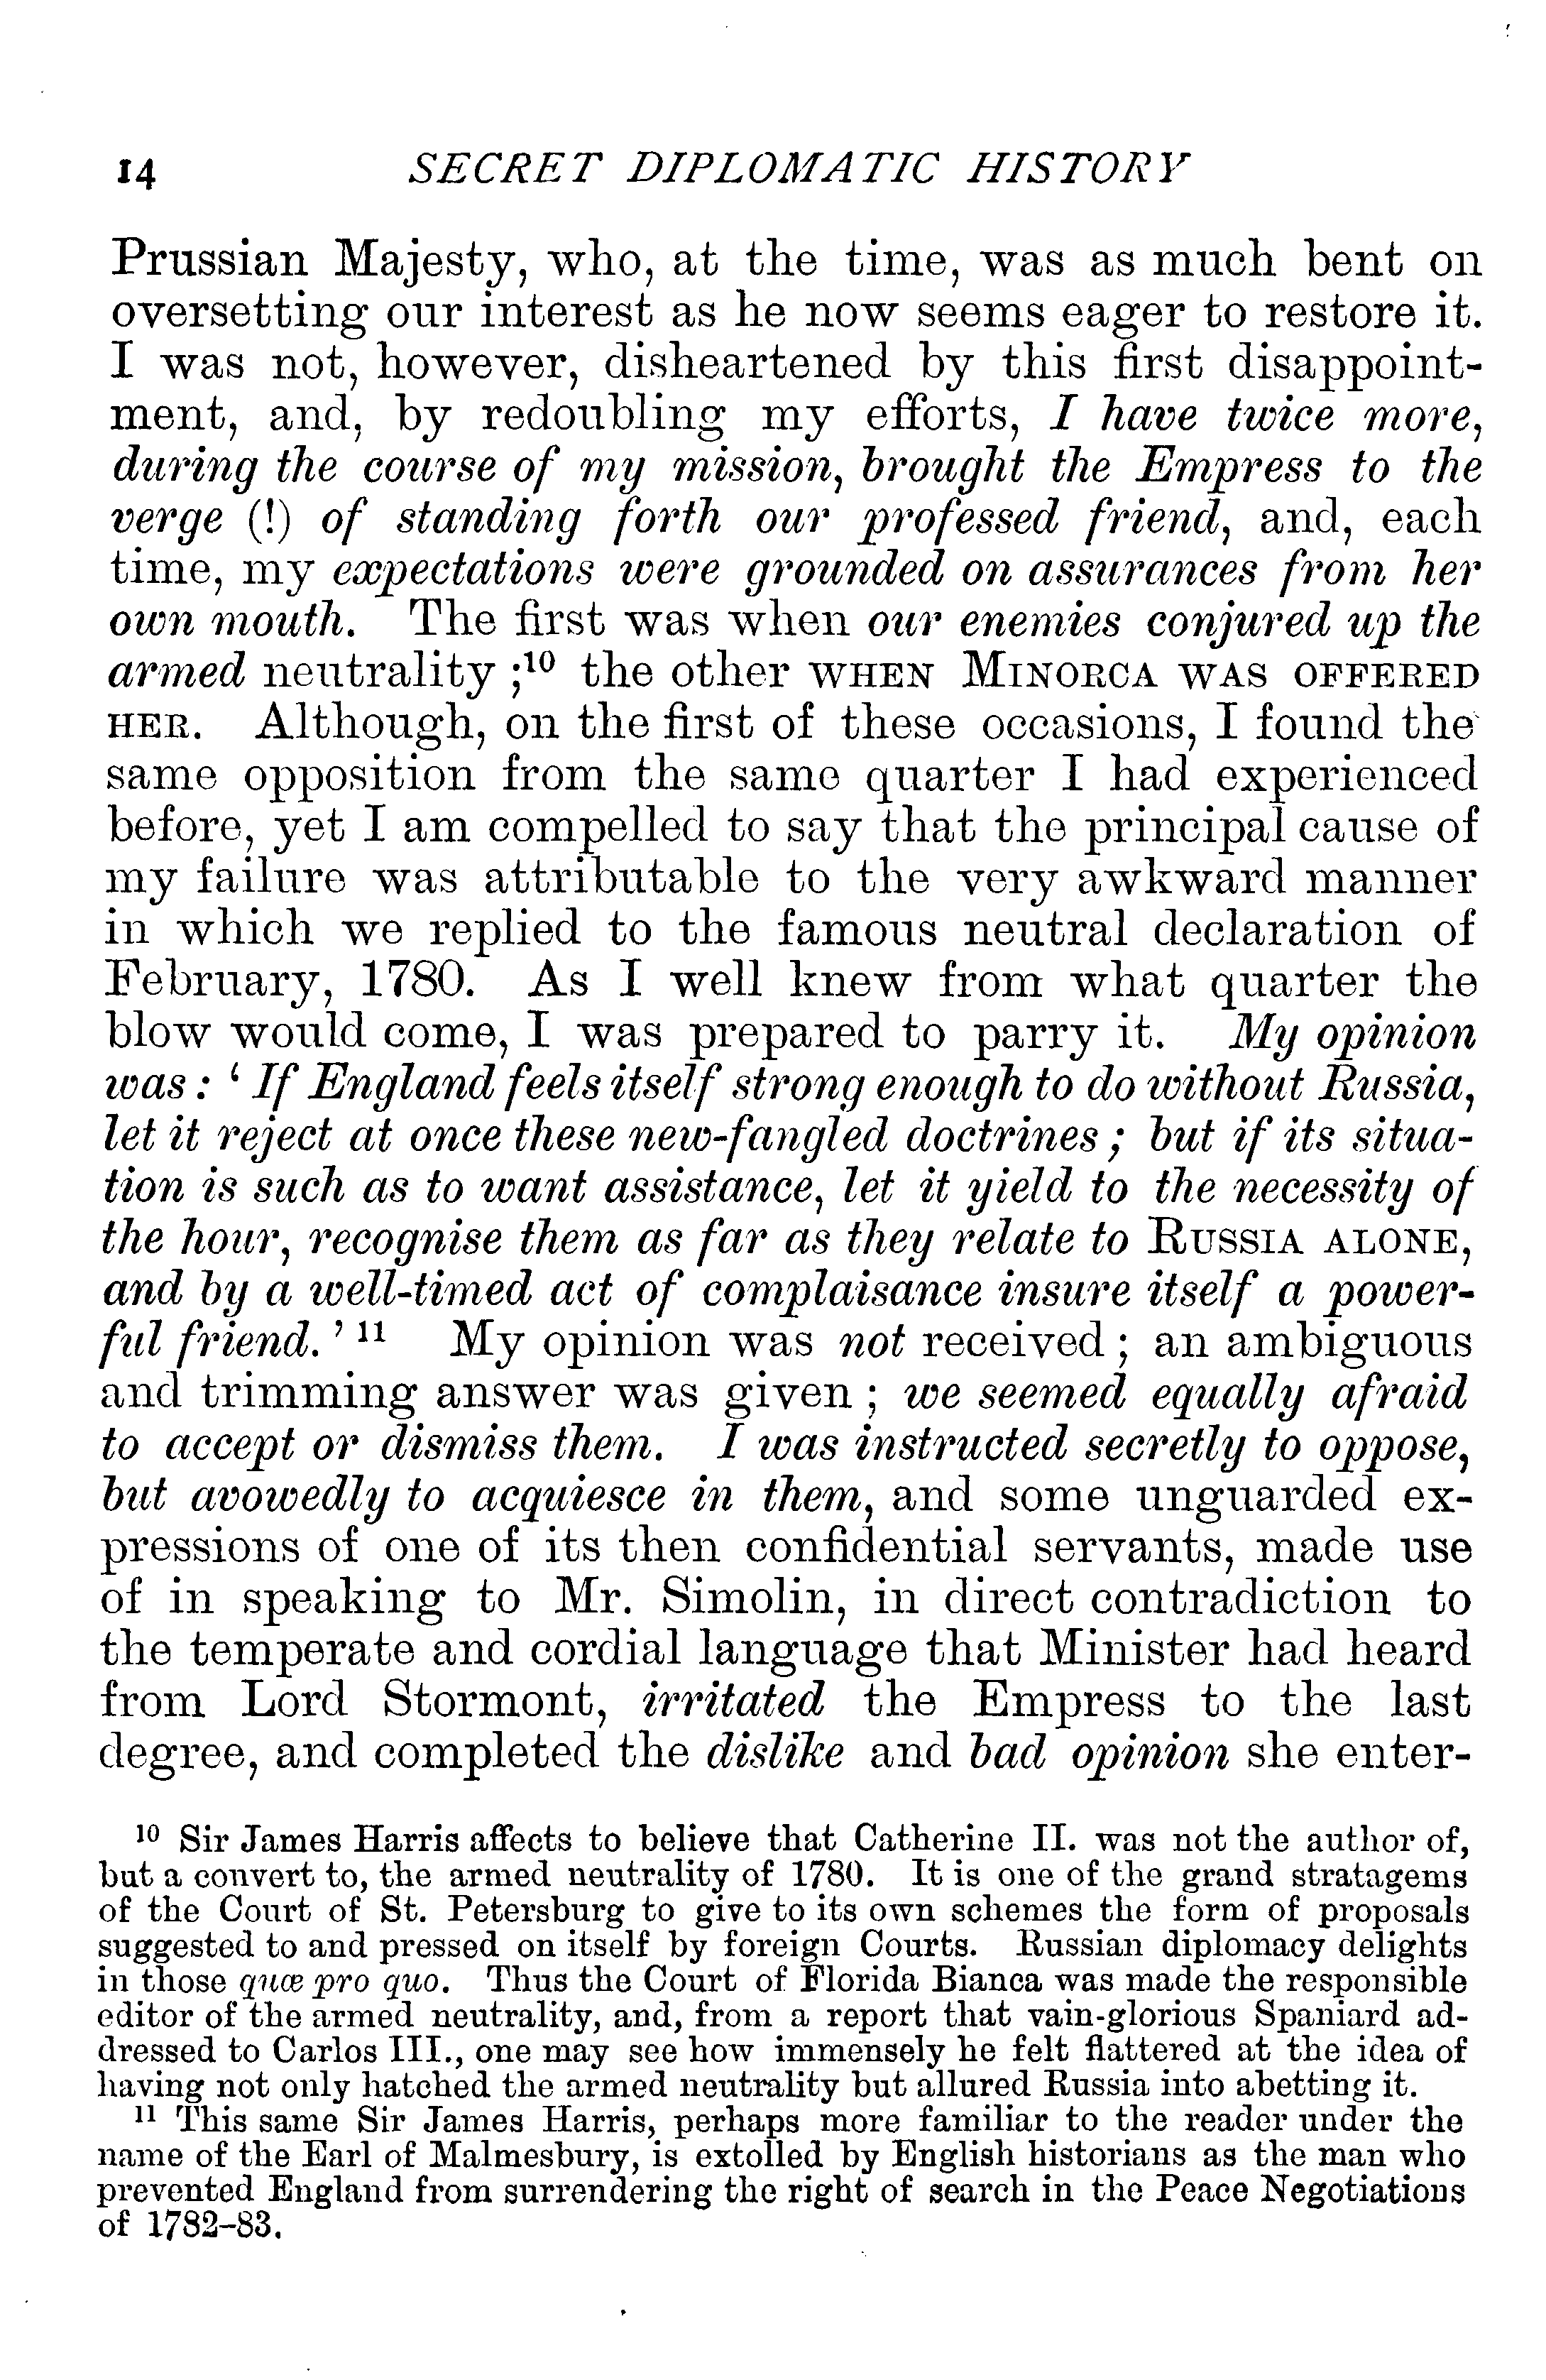 14 SECRET DIPLOMATIC HISTORY
Prussian Majesty, who, at the time, was as much bent on
oversetting our interest as he now seems eager to restore it.
I was not, however, disheartened by this first disappoint-
ment, and, by redoubling my efforts, I have twice more,
during the course of my mission, brought the Empress to the
verge (!) of standing forth our professed friend, and, each
time, my expectations were grounded on assurances from her
own mouth. The first was when our enemies conjured up the
armed neutrality ;¹⁰ the other WHEN MINORCA WAS OFFERED
HER. Although, on the first of these occasions, I found the
same opposition from the same quarter I had experienced
before, yet I am compelled to say that the principal cause of
my failure was attributable to the very awkward manner
in which we replied to the famous neutral declaration of
February, 1780. As I well knew from what quarter the
blow would come, I was prepared to parry it. My opinion
was : ‘ If England feels itself strong enough to do without Russia,
let it reject at once these new-fangled doctrines ; but if its situa-
tion is such as to want assistance, let it yield to the necessity of
the hour, recognise them as far as they relate to RUSSIA ALONE,
and by a well-timed act of complaisance insure itself a power-
ful friend. ’ ¹¹ My opinion was not received ; an ambiguous
and trimming answer was given ; we seemed equally afraid
to accept or dismiss them. I was instructed secretly to oppose,
but avowedly to acquiesce in them, and some unguarded ex-
pressions of one of its then confidential servants, made use
of in speaking to Mr. Simolin, in direct contradiction to
the temperate and cordial language that Minister had heard
from Lord Stormont, irritated the Empress to the last
degree, and completed the dislike and bad opinion she enter-
¹⁰ Sir James Harris affects to believe that Catherine II. was not the author of,
but a convert to, the armed neutrality of 1780. It is one of the grand stratagems
of the Court of St. Petersburg to give to its own schemes the form of proposals
suggested to and pressed on itself by foreign Courts. Russian diplomacy delights
in those quæ pro quo. Thus the Court of Florida Bianca was made the responsible
editor of the armed neutrality, and, from a report that vain-glorious Spaniard ad-
dressed to Carlos III., one may see how immensely he felt flattered at the idea of
having not only hatched the armed neutrality but allured Russia into abetting it.
¹¹ This same Sir James Harris, perhaps more familiar to the reader under the
name of the Earl of Malmesbury, is extolled by English historians as the man who
prevented England from surrendering the right of search in the Peace Negotiations
of 1782–83.